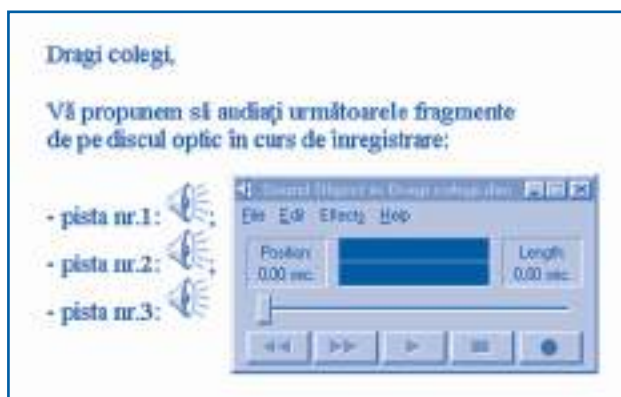 Dragi colegi,
Vă propunem să audiaţi următoarele fragmente
de pe discul optic în curs de înregistrare:
- pista nr.1: ;
File Edit Effects Help
Position:
0.00 sec.
Length:
0.00 sec.
- pista nr.2: ;
- pista nr.3: